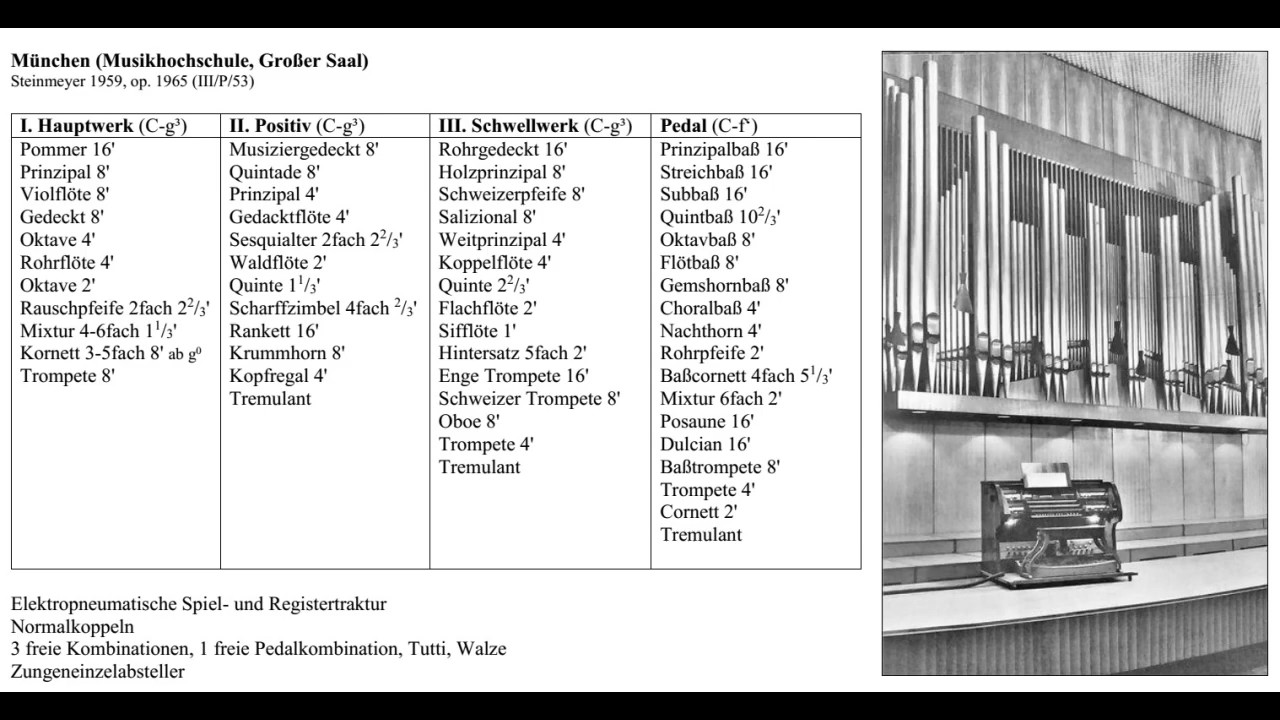 München (Musikhochschule, Großer Saal)
Steinmeyer 1959, op. 1965 (III/P/53)
I. Hauptwerk (C-g³)
Pommer 16'
Prinzipal 8'
Violflöte 8'
Gedeckt 8'
Oktave 4'
Rohrflöte 4'
Oktave 2'
Rauschpfeife 2fach 2²/₃'
Mixtur 4-6fach 1¹/₃'
Kornett 3-5fach 8' ab g⁰
Trompete 8'
II. Positiv (C-g³)
Musiziergedeckt 8'
Quintade 8'
Prinzipal 4'
Gedacktflöte 4'
Sesquialter 2fach 2²/₃'
Waldflöte 2'
Quinte 1¹/₃'
Scharffzimbel 4fach ²/₃'
Rankett 16'
Krummhorn 8'
Kopfregal 4'
Tremulant
III. Schwellwerk (C-g³)
Rohrgedeckt 16'
Holzprinzipal 8'
Schweizerpfeife 8'
Salizional 8'
Weitprinzipal 4'
Koppelflöte 4'
Quinte 2²/₃'
Flachflöte 2'
Sifflöte 1'
Hintersatz 5fach 2'
Enge Trompete 16'
Schweizer Trompete 8'
Oboe 8'
Trompete 4'
Tremulant
Pedal (C-f')
Prinzipalbaß 16'
Streichbaß 16'
Subbaß 16'
Quintbaß 10²/₃'
Oktavbaß 8'
Flötbaß 8'
Gemshornbaß 8'
Choralbaß 4'
Nachthorn 4'
Rohrpfeife 2'
Baßcornett 4fach 5¹/₃'
Mixtur 6fach 2'
Posaune 16'
Dulcian 16'
Baßtrompete 8'
Trompete 4'
Cornett 2'
Tremulant
Elektropneumatische Spiel- und Registertraktur
Normalkoppeln
3 freie Kombinationen, 1 freie Pedalkombination, Tutti, Walze
Zungeneinzelabsteller